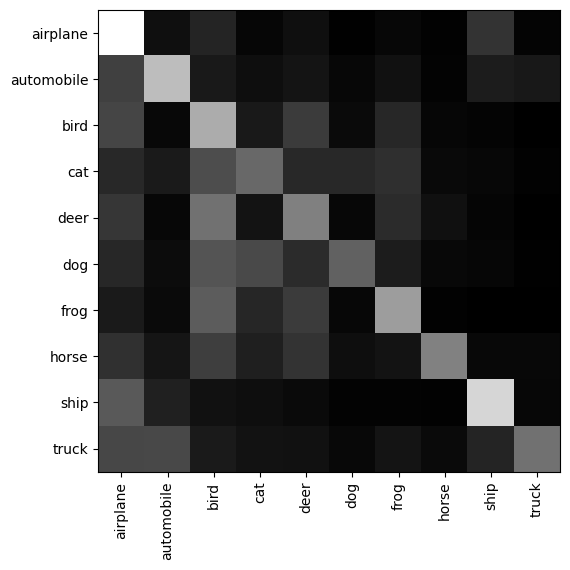 airplane
automobile
bird
cat
deer
dog
frog
horse
ship
truck
airplane
automobile
bird
cat
deer
dog
frog
horse
ship
truck